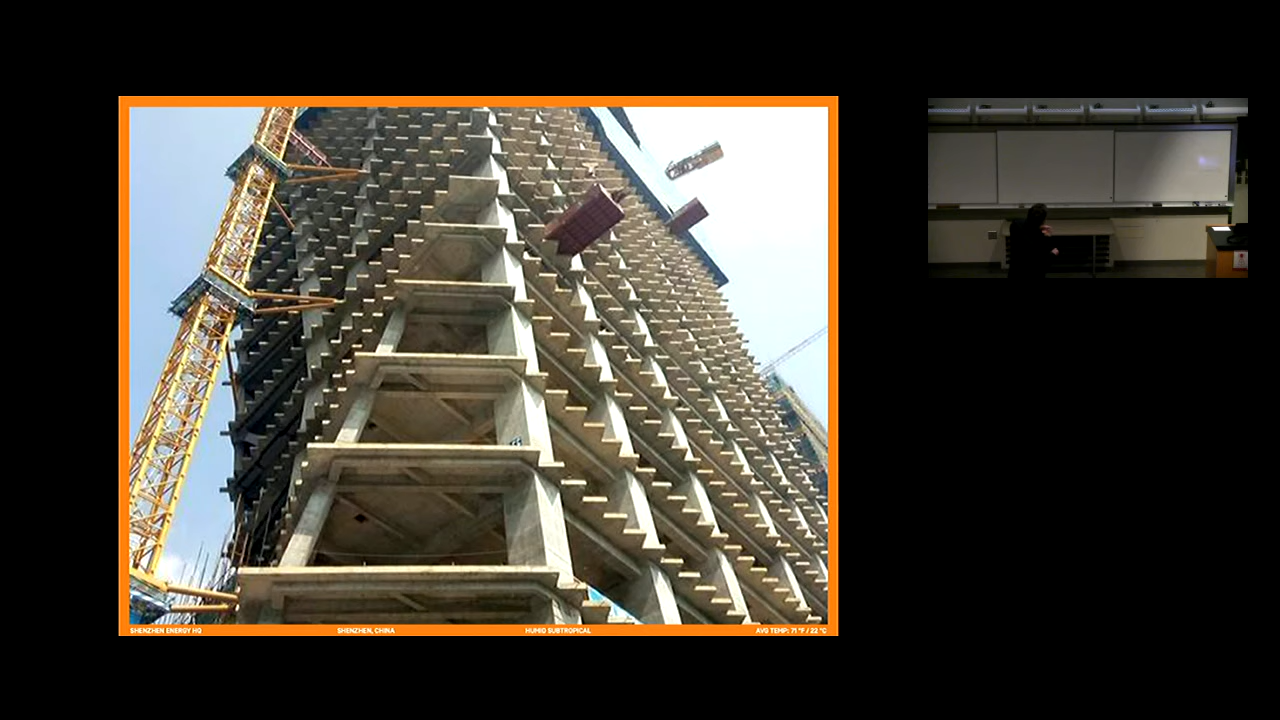 SHENZHEN ENERGY HQ
SHENZHEN, CHINA
HUMID SUBTROPICAL
AVG TEMP: 71 °F / 22 °C